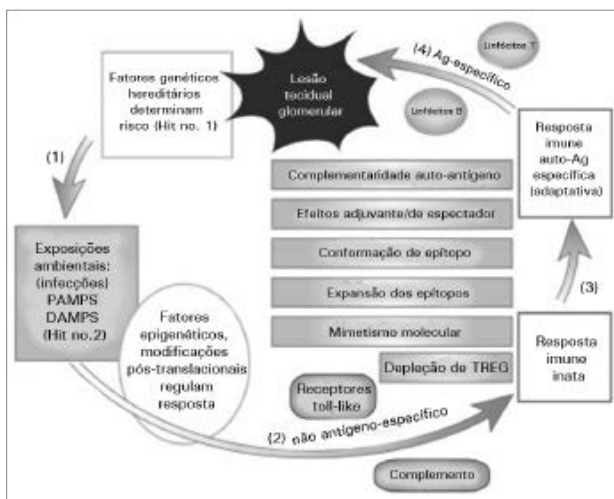 Fatores genéticos
hereditários
determinam
risco (Hit no. 1)
Lesão
tecidual
glomerular
(4) Ag-específico
Linfócitos T
Linfócitos B
Resposta
imune
auto-Ag
especifica
(adaptativa)
(1)
Complementaridade auto-antígeno
Efeitos adjuvante/de espectador
Conformação de epítopo
Expansão dos epítopos
Mimetismo molecular
Depleção de TREG
(3)
Exposições
ambientais:
(infecções)
PAMPS
DAMPS
(Hit no.2)
Fatores
epigenéticos,
modificações
pós-translacionais
regulam
resposta
Resposta
imune
inata
Receptores
toll-like
(2) não antígeno-específico
Complemento